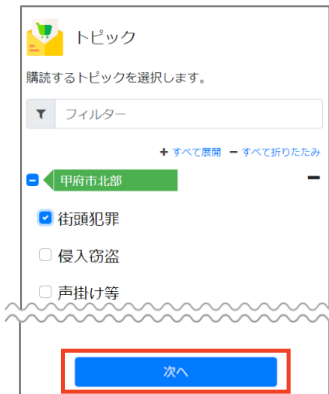 トピック
購読するトピックを選択します。
フィルター
+ すべて展開 − すべて折りたたみ
甲府市北部
街頭犯罪
侵入窃盗
声掛け等
次へ